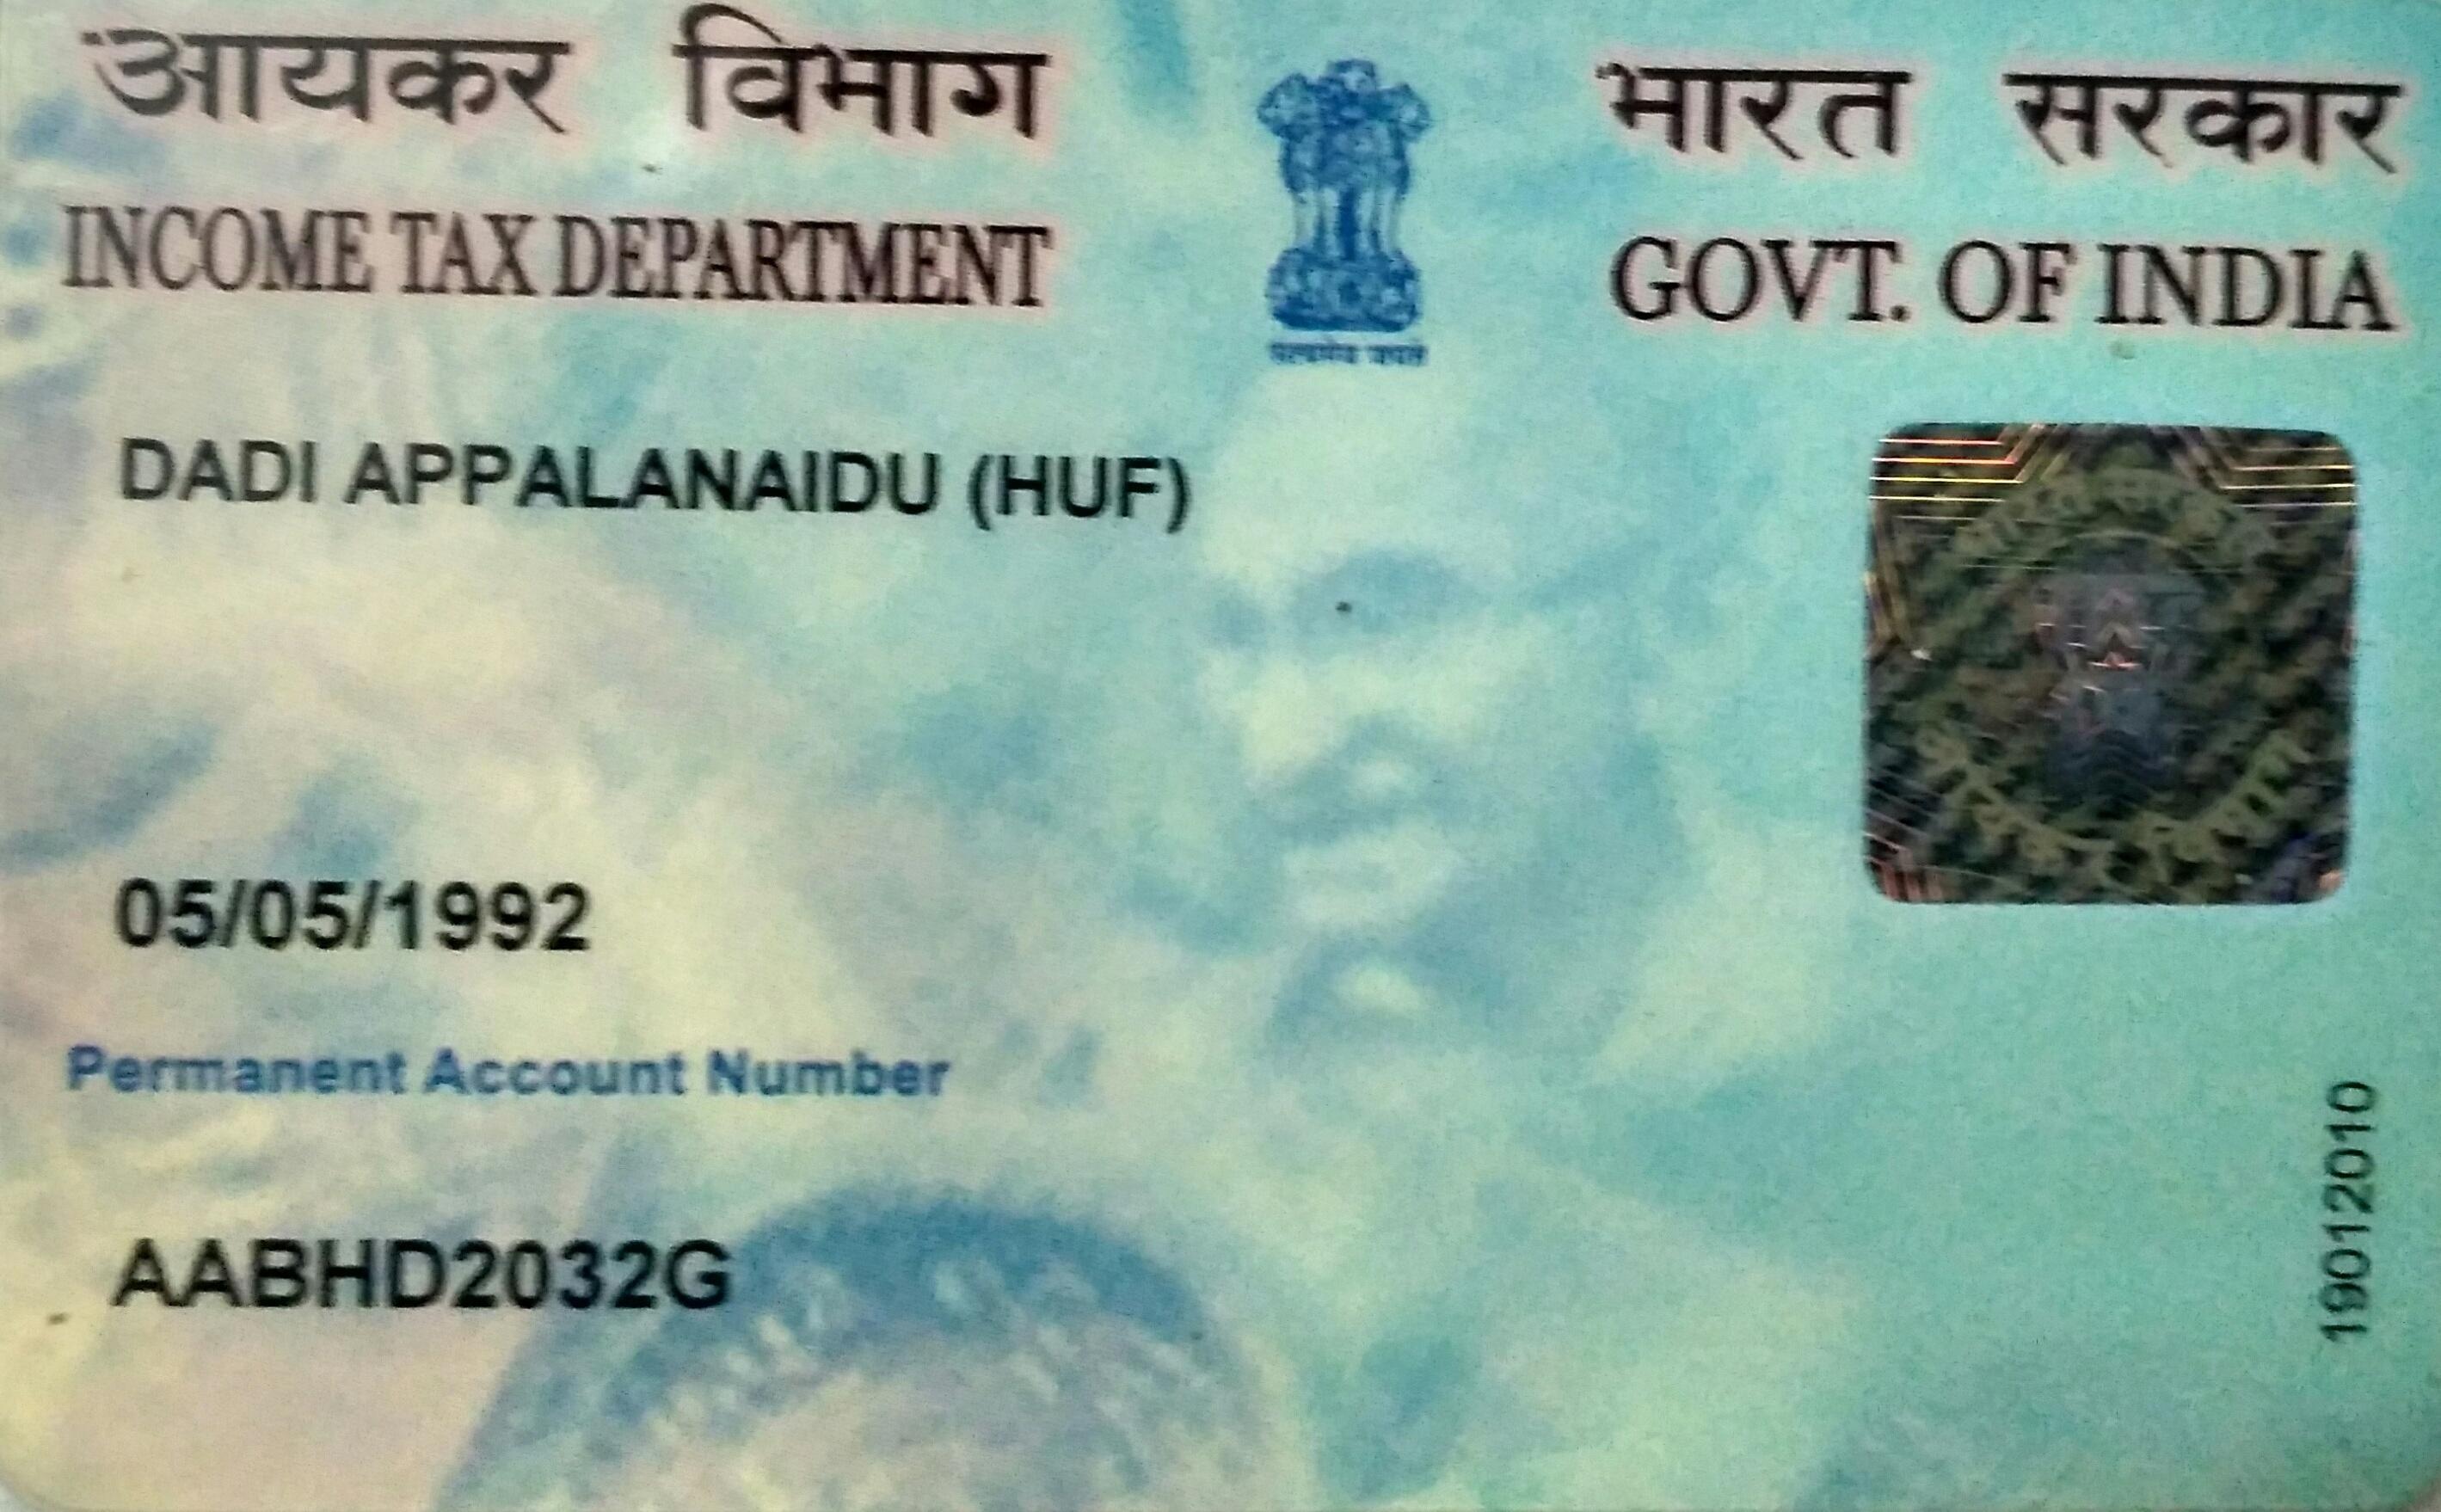 आयकर विभाग
भारत सरकार
INCOME TAX DEPARTMENT
GOVT. OF INDIA
सत्यमेव जयते
DADI APPALANAIDU (HUF)
05/05/1992
Permanent Account Number
AABHD2032G
19012010